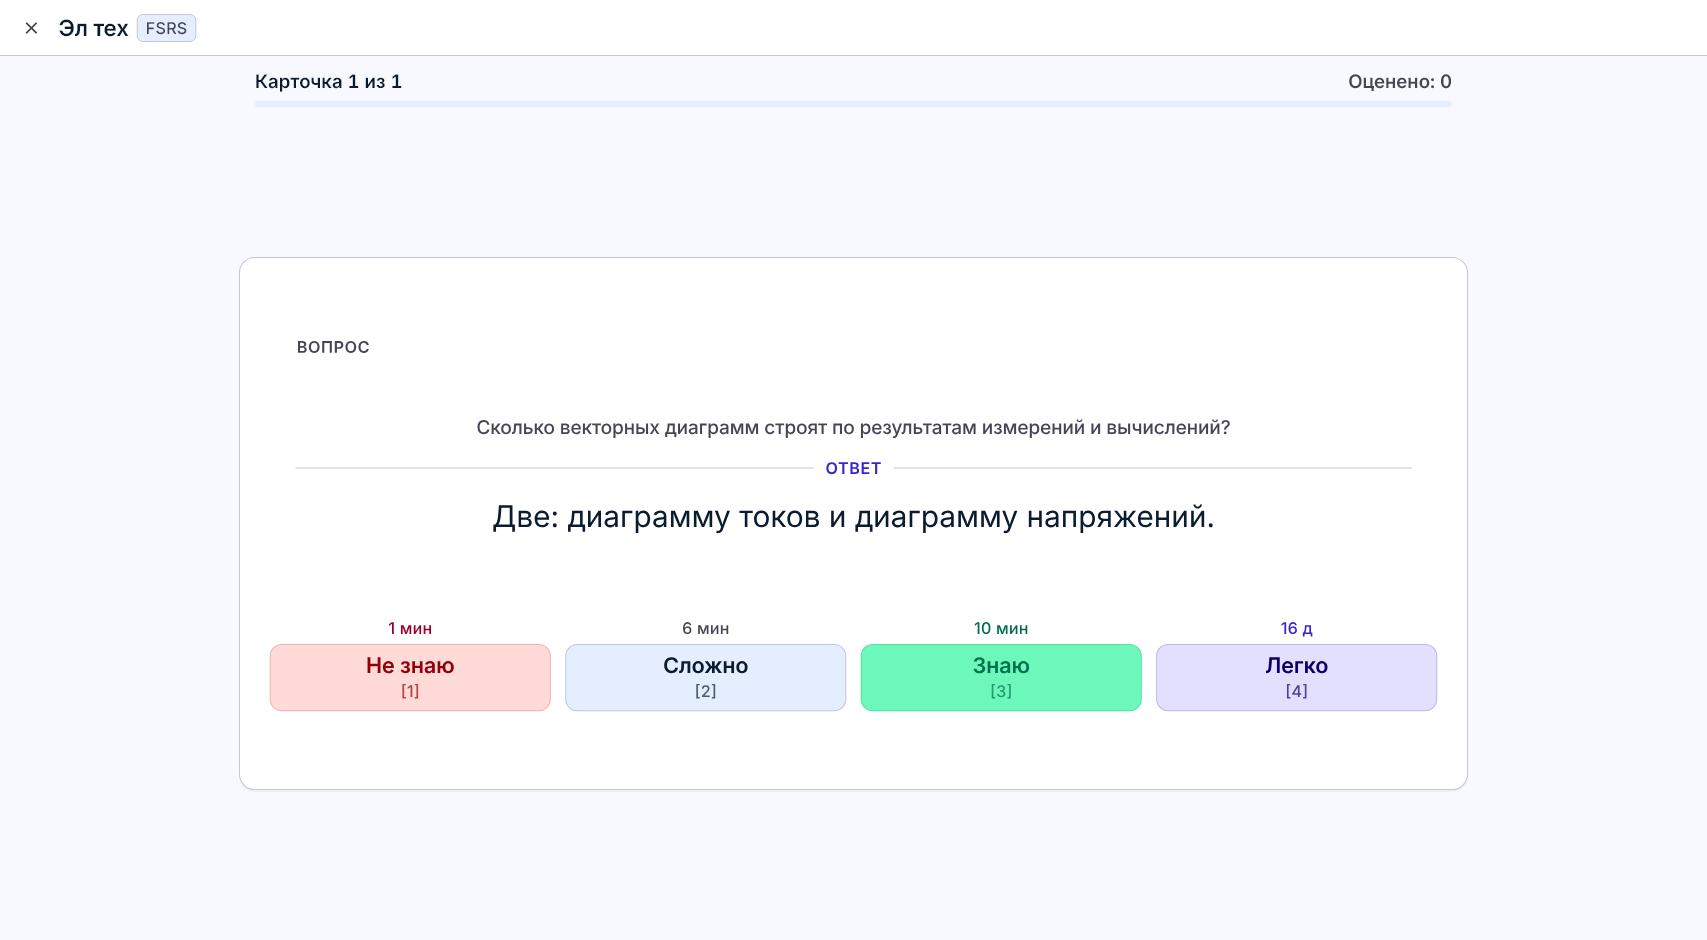 Эл тех FSRS
Карточка 1 из 1
Оценено: 0
ВОПРОС
Сколько векторных диаграмм строят по результатам измерений и вычислений?
ОТВЕТ
Две: диаграмму токов и диаграмму напряжений.
1 мин
Не знаю
[1]
6 мин
Сложно
[2]
10 мин
Знаю
[3]
16 д
Легко
[4]